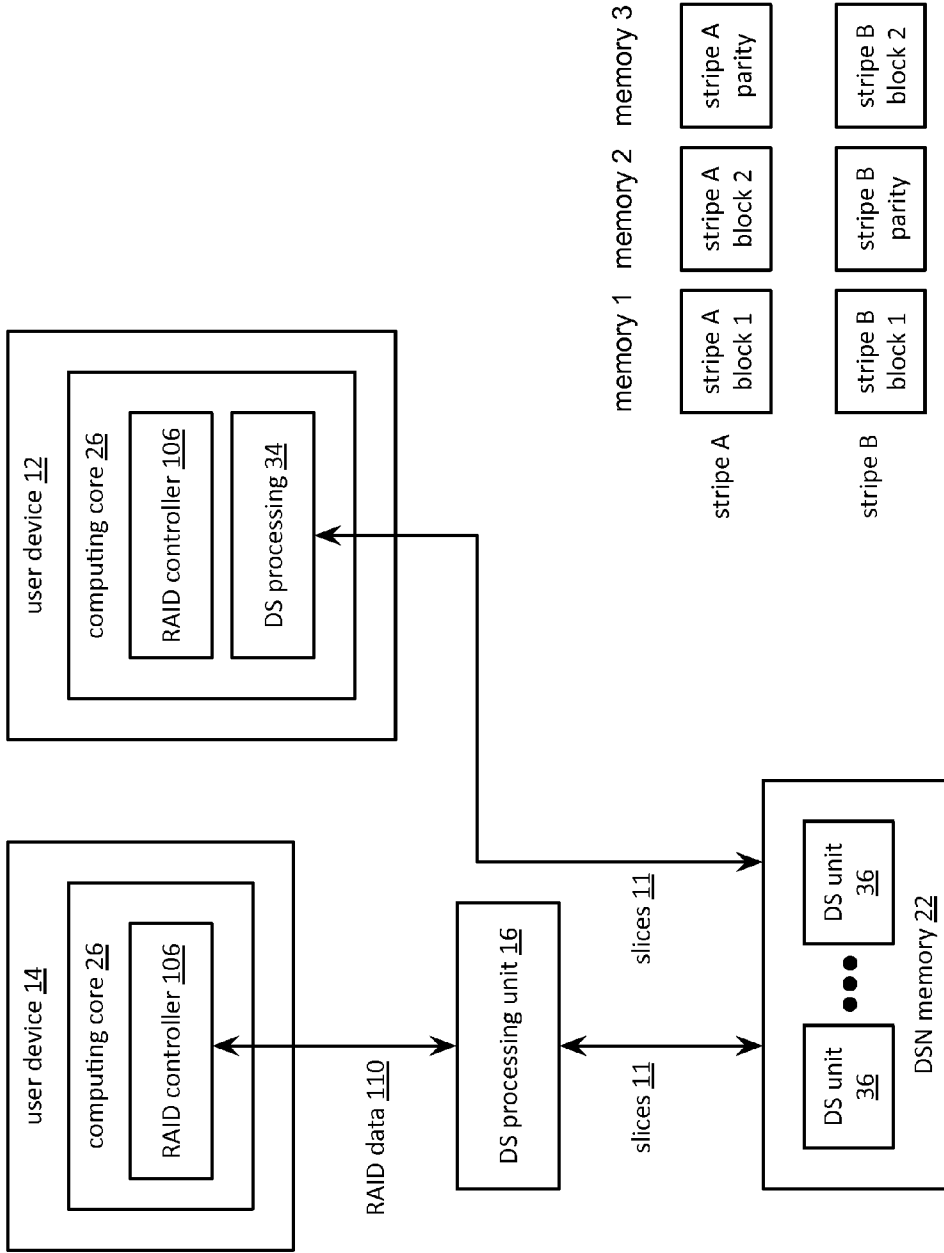 user device 14
computing core 26
RAID controller 106
RAID data 110
DS processing unit 16
slices 11
DS unit
36
DS unit
36
DSN memory 22
user device 12
computing core 26
RAID controller 106
DS processing 34
slices 11
memory 1
memory 2
memory 3
stripe A
stripe A
block 1
stripe A
block 2
stripe A
parity
stripe B
stripe B
block 1
stripe B
parity
stripe B
block 2